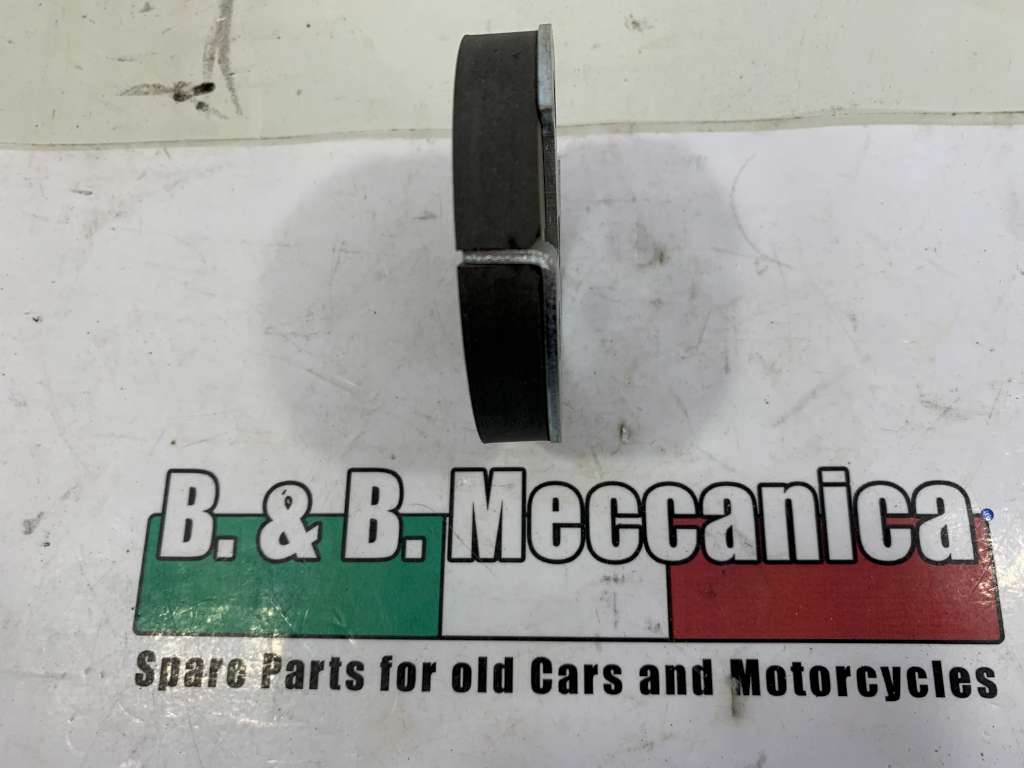 B. & B. Meccanica
Spare Parts for old Cars and Motorcycles